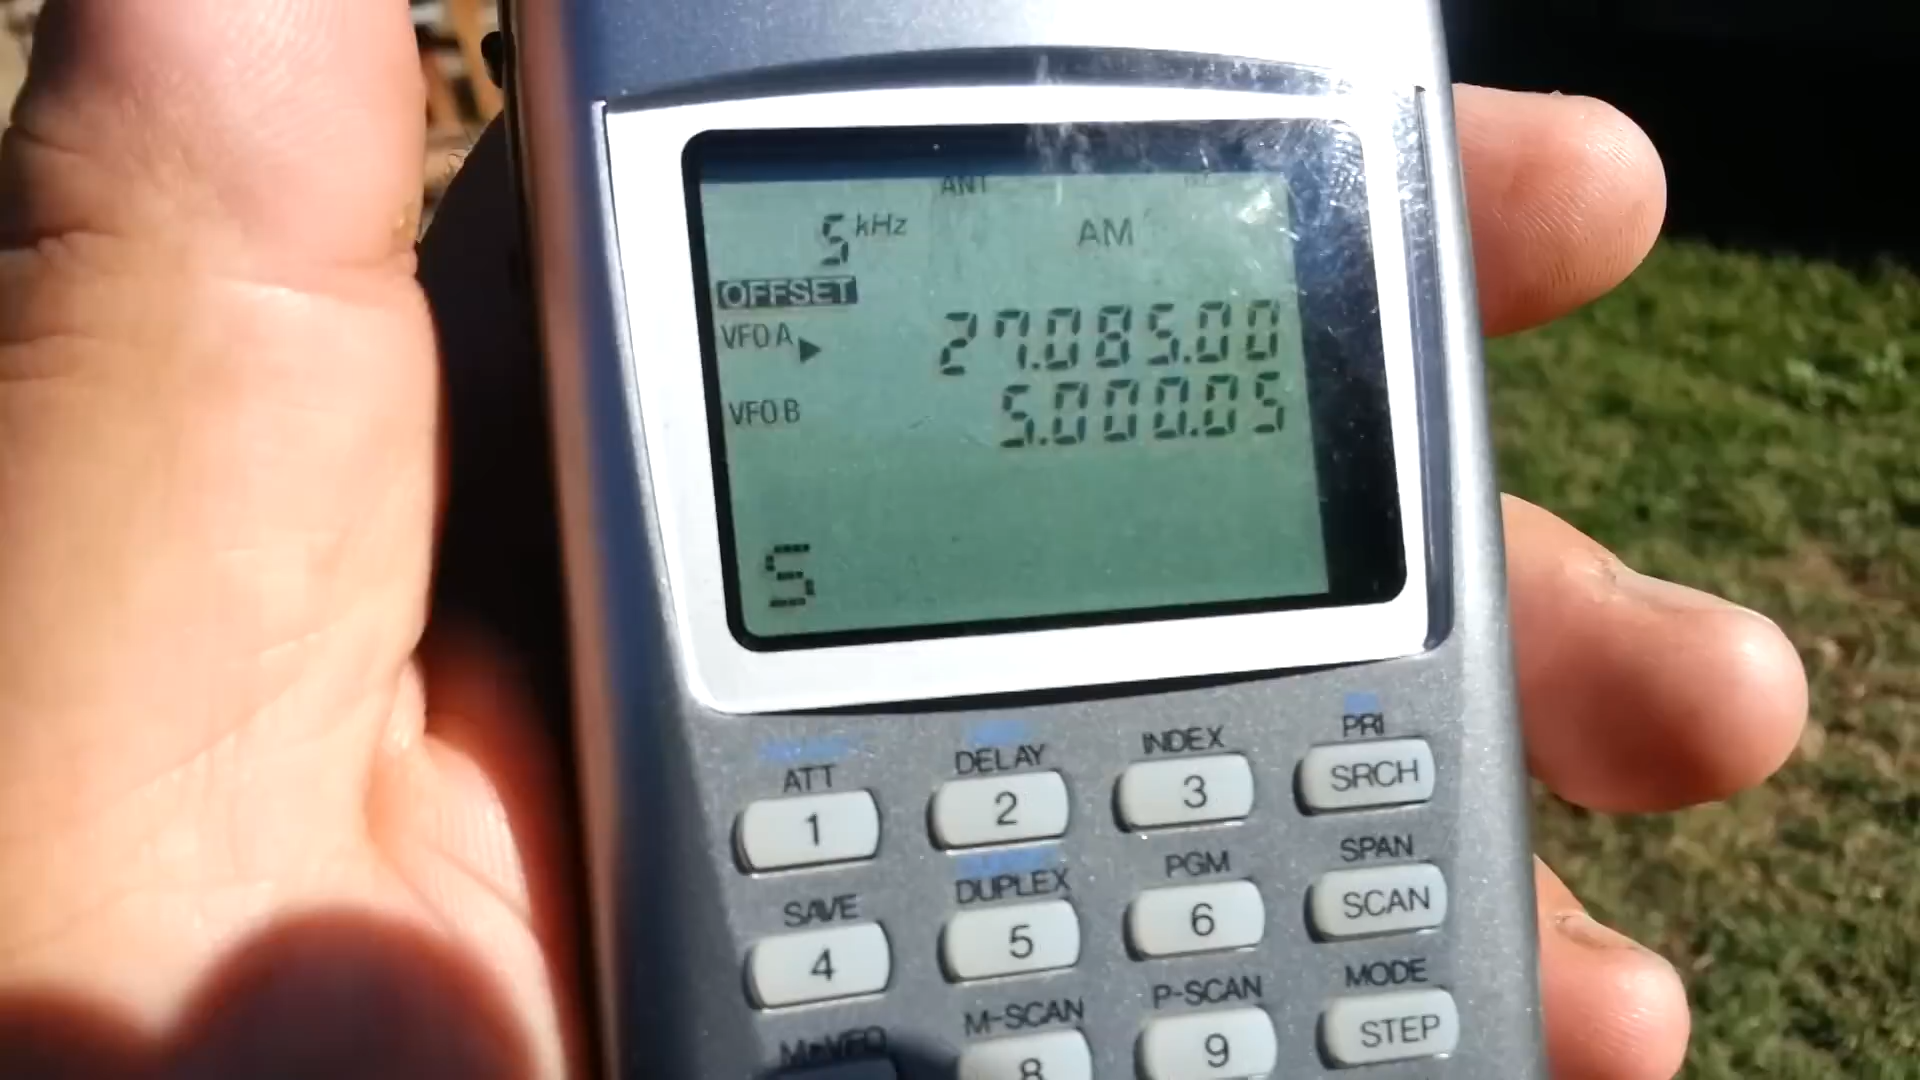 ANT
5 kHz AM
OFFSET
VFO A ▶ 27.085.00
VFO B 5.000.05
S
ATT DELAY INDEX PRI
1 2 3 SRCH
SAVE DUPLEX PGM SPAN
4 5 6 SCAN
M▸VFO M-SCAN P-SCAN MODE
8 9 STEP